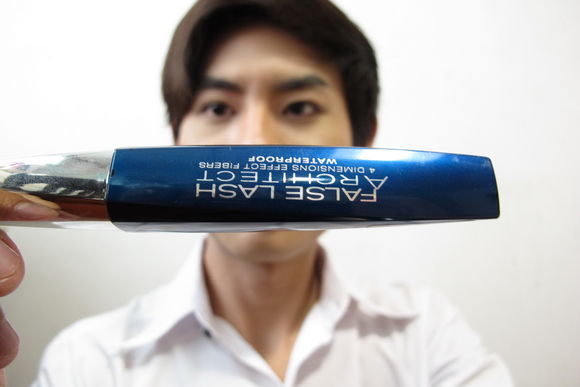 FALSE LASH
ARCHITECT
4 DIMENSIONS EFFECT FIBERS
WATERPROOF